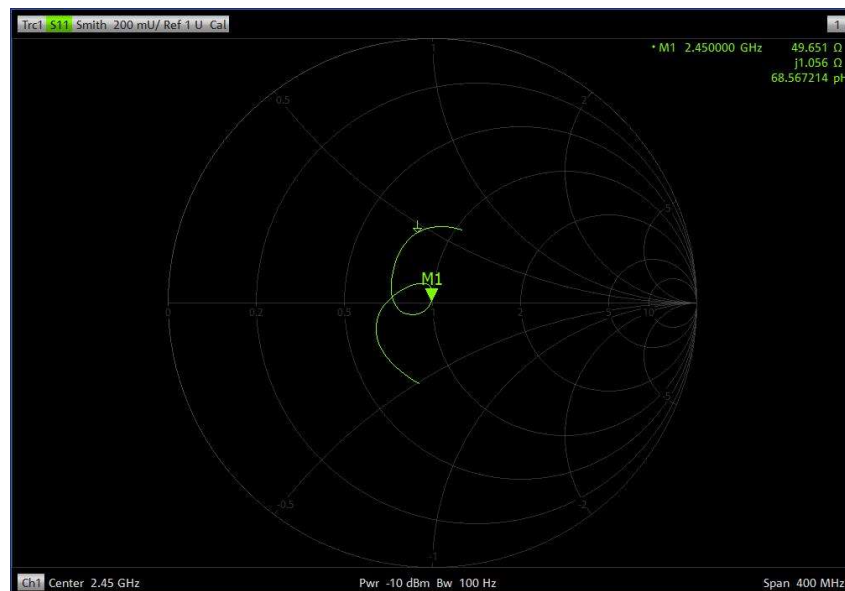 Trc1 S11 Smith 200 mU/ Ref 1 U Cal
1
• M1 2.450000 GHz 49.651 Ω
j1.056 Ω
68.567214 pH
1
0.5
2
5
M1
0 0.2 0.5 1 2 5 10
-5
-0.5
-2
-1
Ch1 Center 2.45 GHz Pwr -10 dBm Bw 100 Hz Span 400 MHz